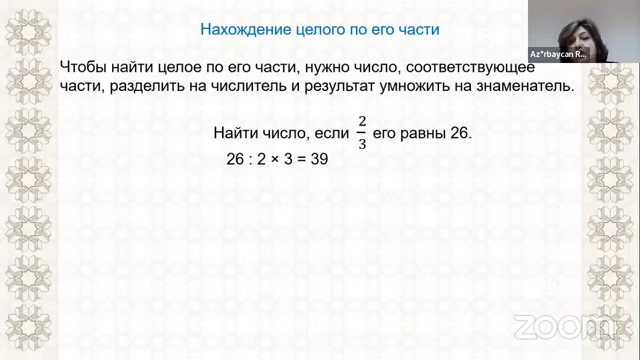 Нахождение целого по его части
Az*rbaycan R...
Чтобы найти целое по его части, нужно число, соответствующее
части, разделить на числитель и результат умножить на знаменатель.
Найти число, если 2/3 его равны 26.
26 : 2 × 3 = 39
zoom